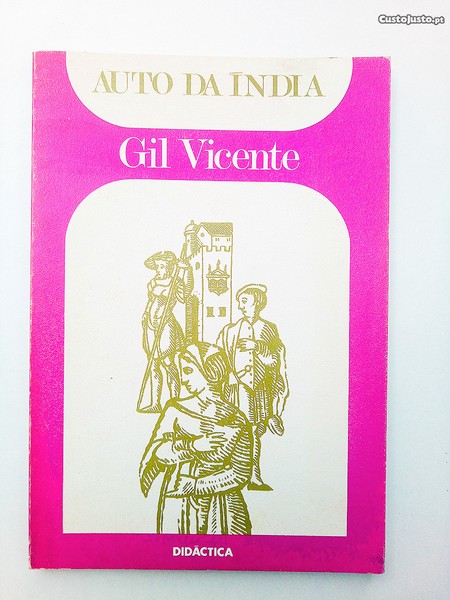 CustoJusto.pt
AUTO DA ÍNDIA
Gil Vicente
DIDÁCTICA